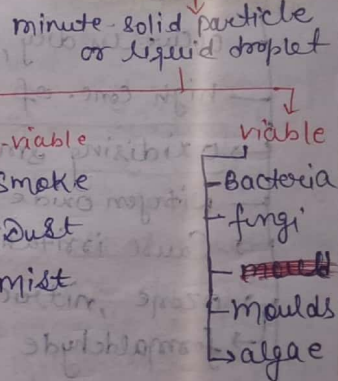 minute solid particle
or liquid droplet
-viable
viable
smoke
Bacteria
Dust
fungi
mist
moulds
algae